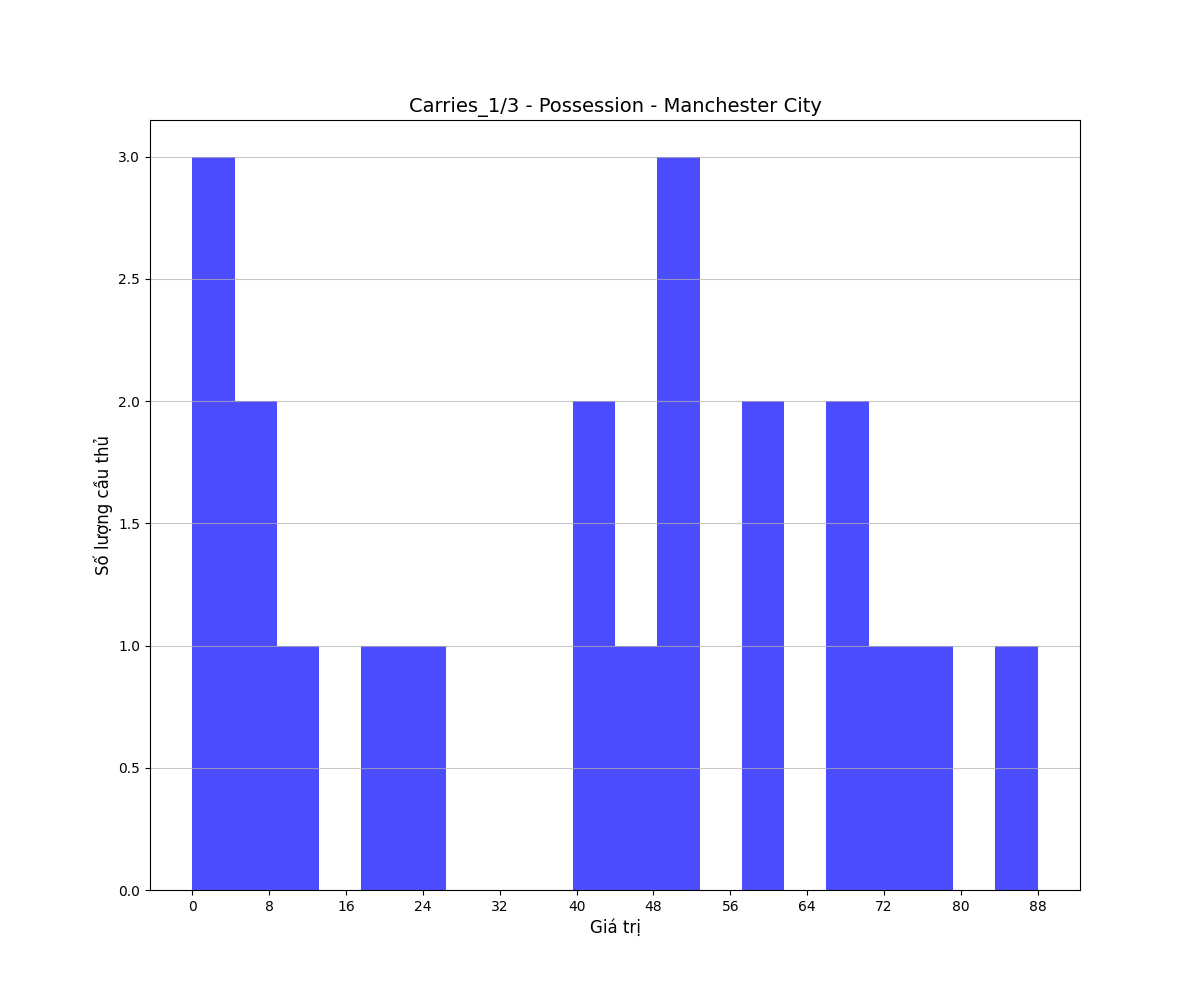 Carries_1/3 - Possession - Manchester City
3.0
2.5
2.0
1.5
1.0
0.5
0.0
Số lượng cầu thủ
0 8 16 24 32 40 48 56 64 72 80 88
Giá trị